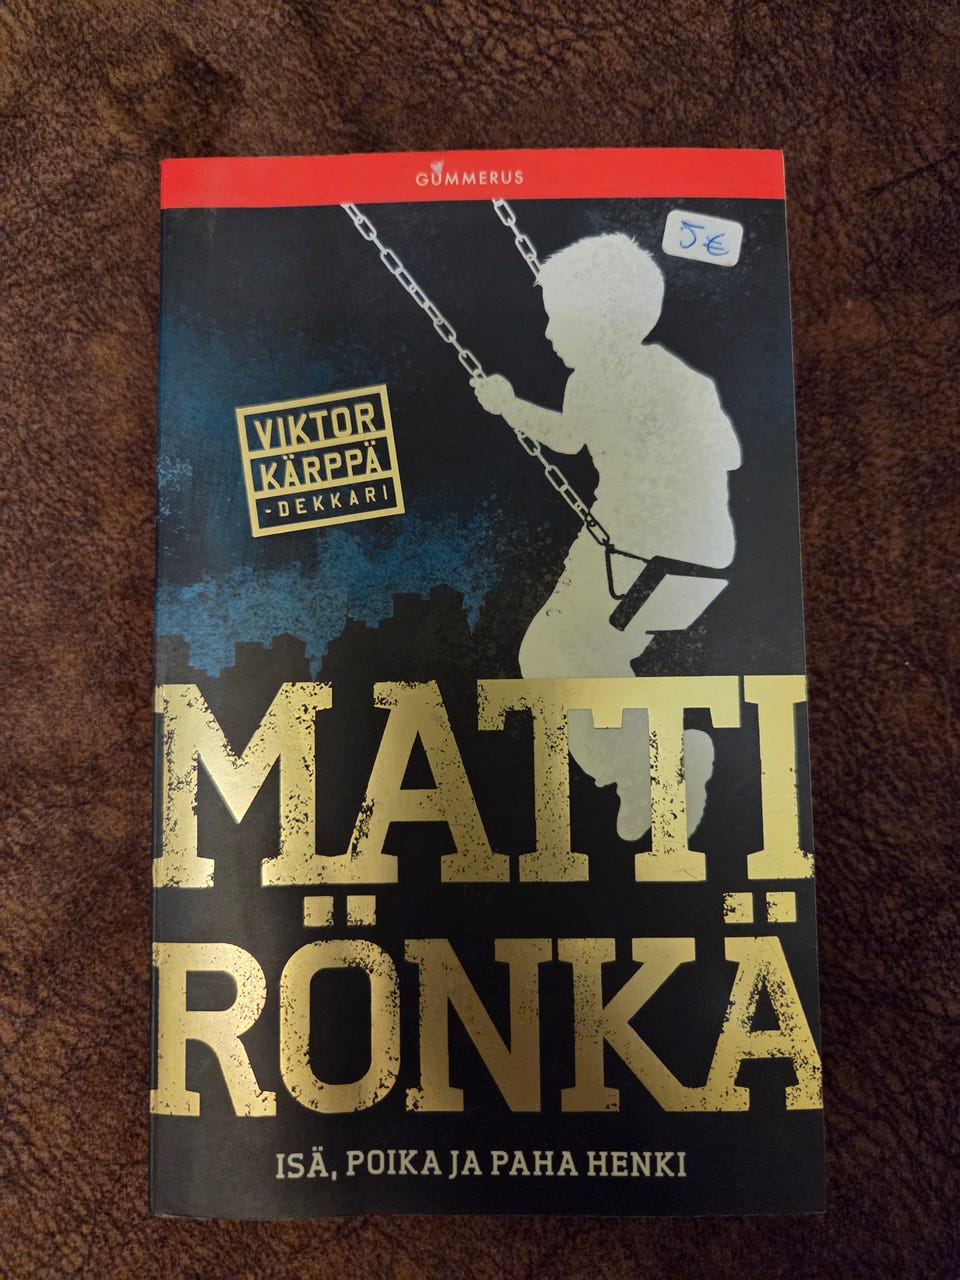 GUMMERUS
5€
VIKTOR
KÄRPPÄ
-DEKKARI
MATTI
RÖNKÄ
ISÄ, POIKA JA PAHA HENKI